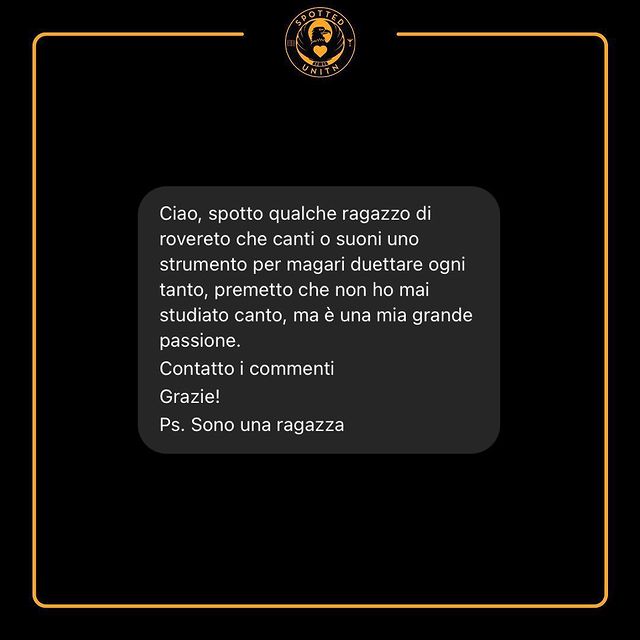 SPOTTED
UNITN
Ciao, spotto qualche ragazzo di
rovereto che canti o suoni uno
strumento per magari duettare ogni
tanto, premetto che non ho mai
studiato canto, ma è una mia grande
passione.
Contatto i commenti
Grazie!
Ps. Sono una ragazza